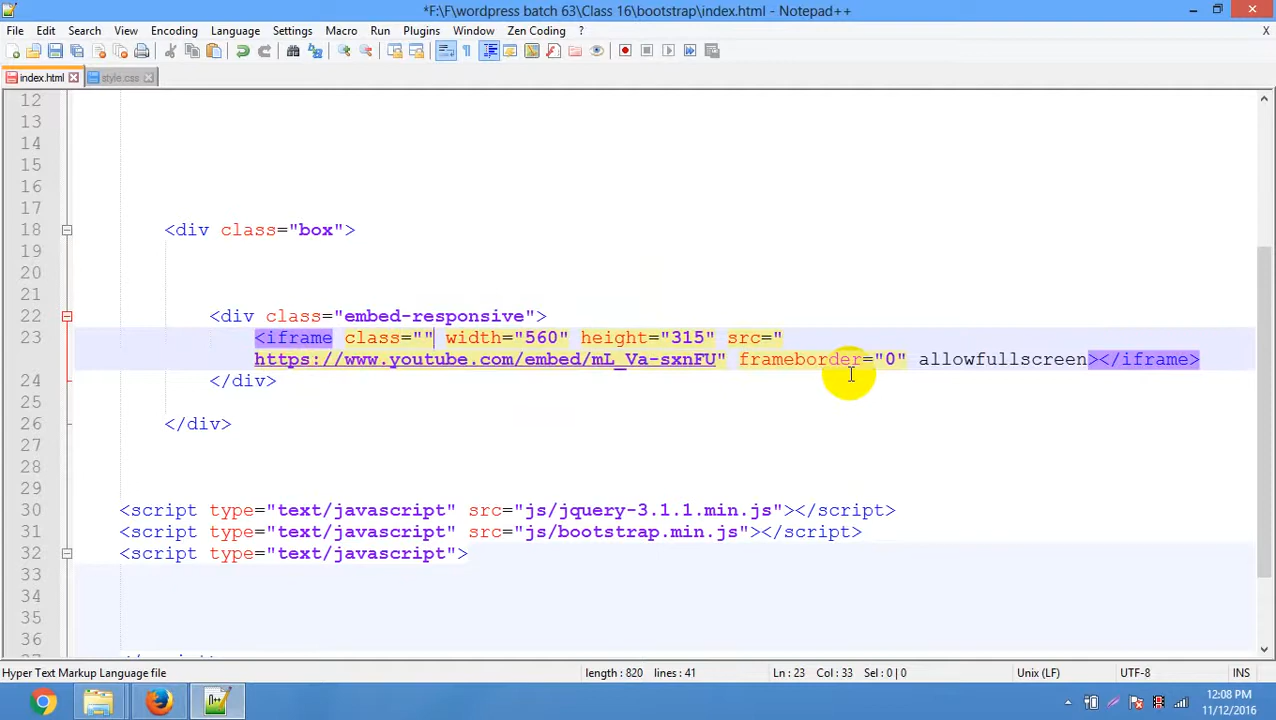 *F:\F\wordpress batch 63\Class 16\bootstrap\index.html - Notepad++
File Edit Search View Encoding Language Settings Macro Run Plugins Window Zen Coding ? X
index.html style.css
12
13
14
15
16
17
18 <div class="box">
19
20
21
22 <div class="embed-responsive">
23 <iframe class="" width="560" height="315" src="
https://www.youtube.com/embed/mL_Va-sxnFU" frameborder="0" allowfullscreen></iframe>
24 </div>
25
26 </div>
27
28
29
30 <script type="text/javascript" src="js/jquery-3.1.1.min.js"></script>
31 <script type="text/javascript" src="js/bootstrap.min.js"></script>
32 <script type="text/javascript">
33
34
35
36
Hyper Text Markup Language file length : 820 lines : 41 Ln : 23 Col : 33 Sel : 0 | 0 Unix (LF) UTF-8 INS
12:08 PM
11/12/2016